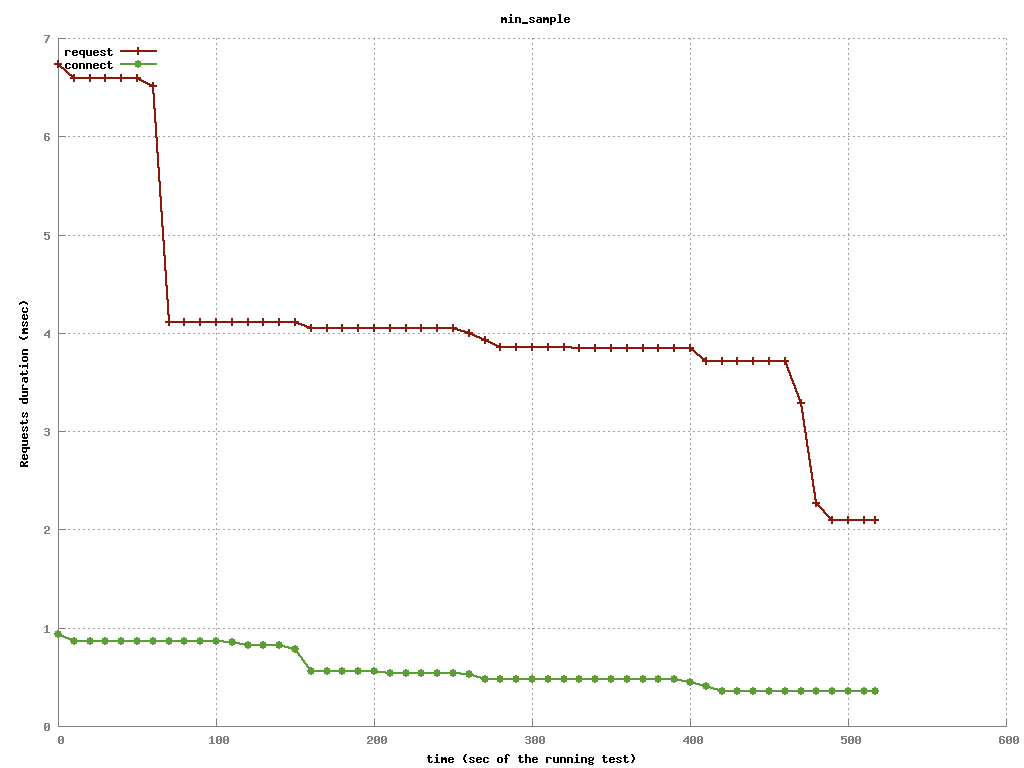 min_sample
7
request
connect
6
5
4
3
2
1
0
Requests duration (msec)
0 100 200 300 400 500 600
time (sec of the running test)